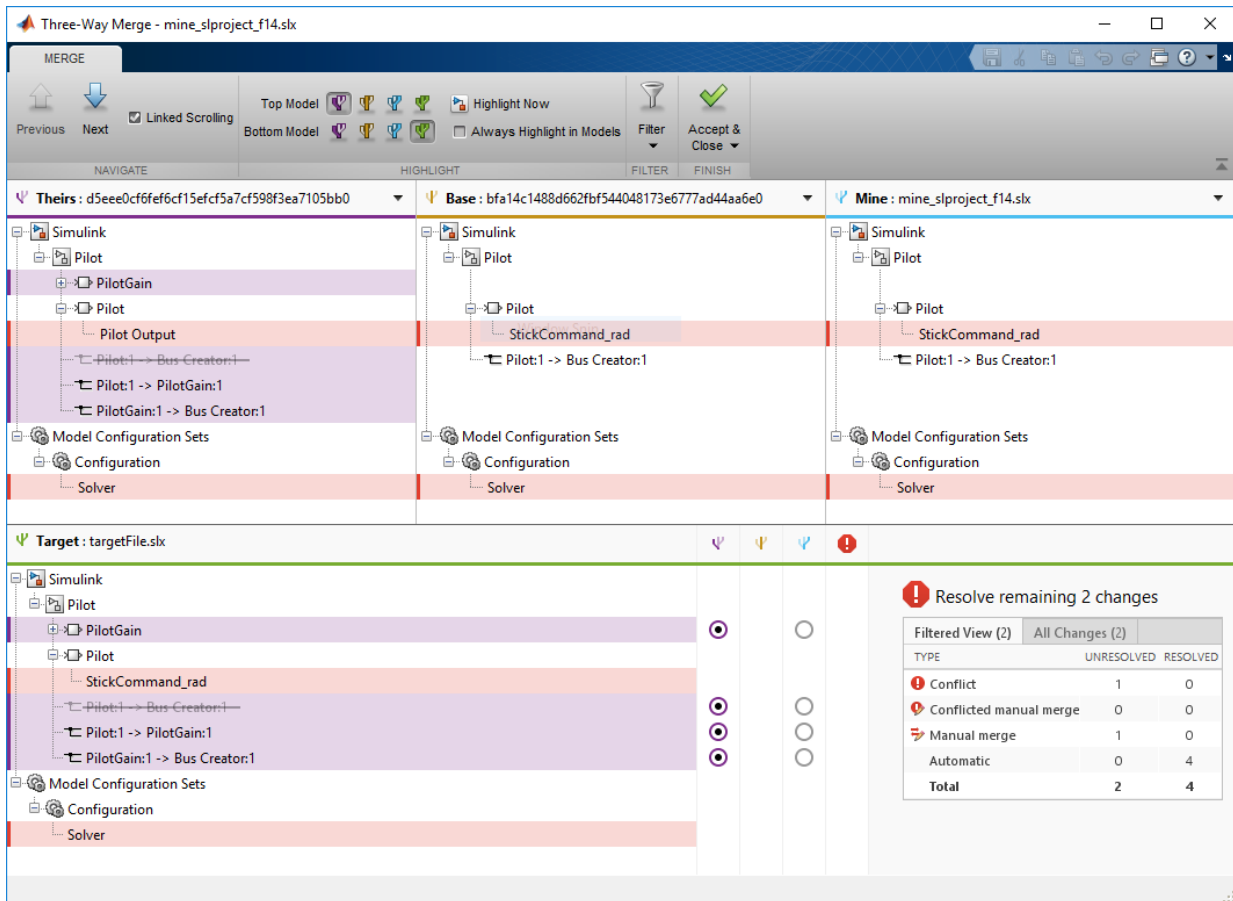 Three-Way Merge - mine_slproject_f14.slx
MERGE
Previous
Next
Linked Scrolling
Top Model
Highlight Now
Bottom Model
Always Highlight in Models
Filter
Accept &
Close
NAVIGATE
HIGHLIGHT
FILTER
FINISH
Theirs : d5eee0cf6fef6cf15efcf5a7cf598f3ea7105bb0
Simulink
Pilot
PilotGain
Pilot
Pilot Output
Pilot:1 -> Bus Creator:1
Pilot:1 -> PilotGain:1
PilotGain:1 -> Bus Creator:1
Model Configuration Sets
Configuration
Solver
Base : bfa14c1488d662fbf544048173e6777ad44aa6e0
Simulink
Pilot
Pilot
StickCommand_rad
Pilot:1 -> Bus Creator:1
Model Configuration Sets
Configuration
Solver
Mine : mine_slproject_f14.slx
Simulink
Pilot
Pilot
StickCommand_rad
Pilot:1 -> Bus Creator:1
Model Configuration Sets
Configuration
Solver
Target : targetFile.slx
Simulink
Pilot
PilotGain
Pilot
StickCommand_rad
Pilot:1 -> Bus Creator:1
Pilot:1 -> PilotGain:1
PilotGain:1 -> Bus Creator:1
Model Configuration Sets
Configuration
Solver
Resolve remaining 2 changes
Filtered View (2) All Changes (2)
TYPE UNRESOLVED RESOLVED
Conflict 1 0
Conflicted manual merge 0 0
Manual merge 1 0
Automatic 0 4
Total 2 4